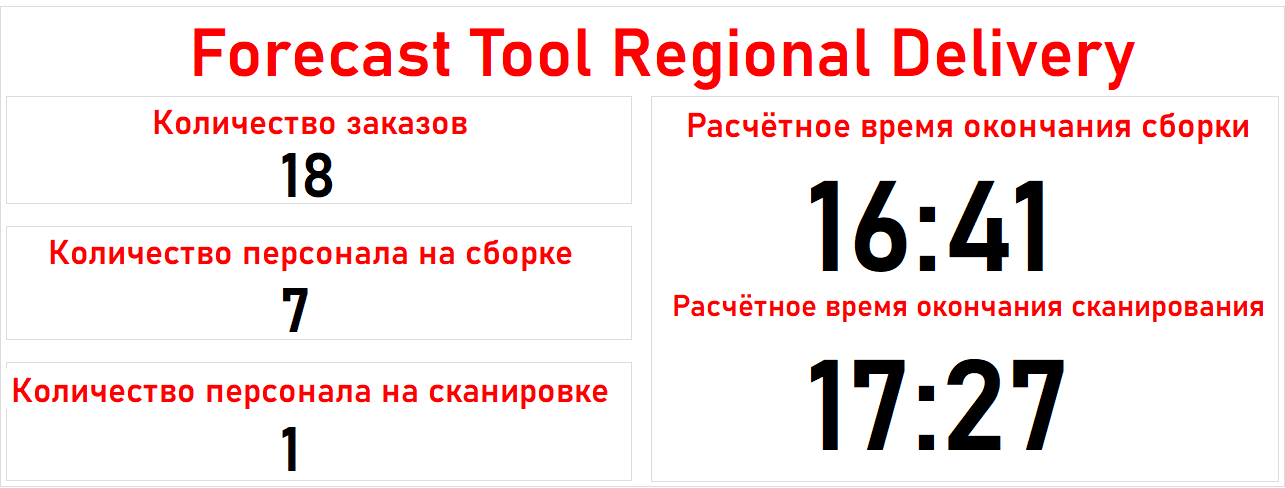 Forecast Tool Regional Delivery
Количество заказов
18
Количество персонала на сборке
7
Количество персонала на сканировке
1
Расчётное время окончания сборки
16:41
Расчётное время окончания сканирования
17:27